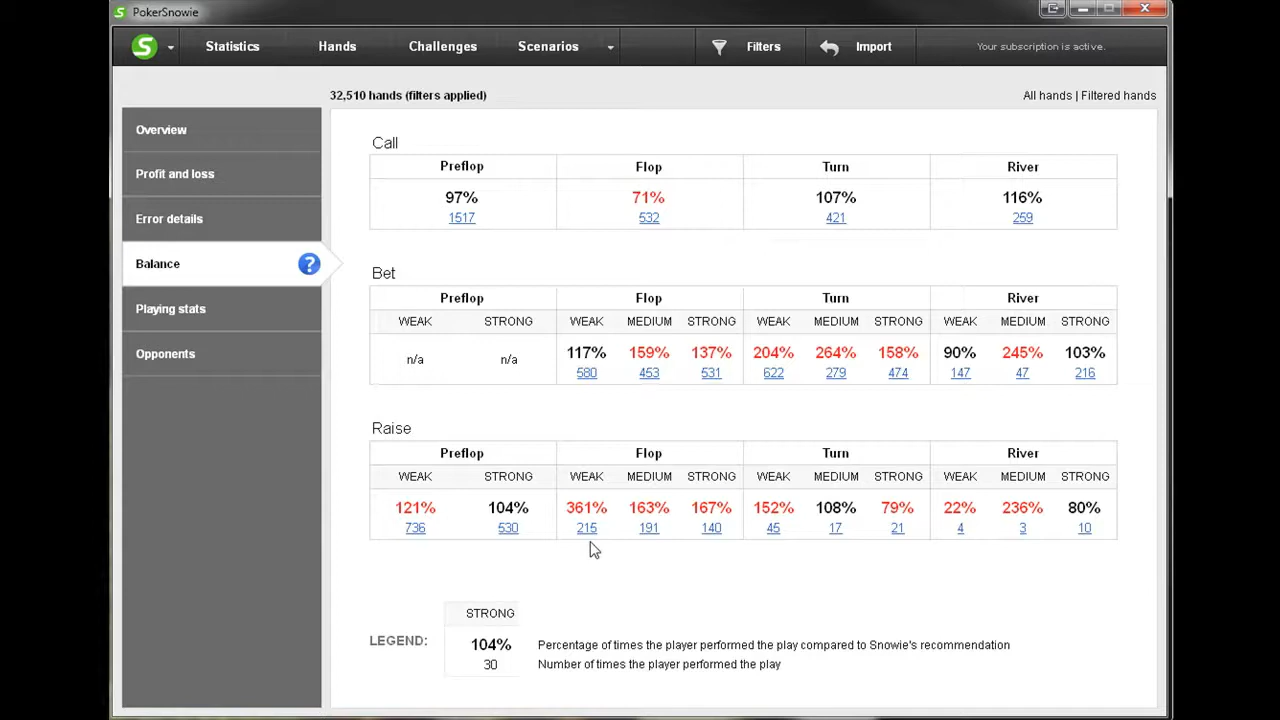 PokerSnowie
S Statistics Hands Challenges Scenarios Filters Import Your subscription is active.
32,510 hands (filters applied) All hands | Filtered hands
Overview
Profit and loss
Error details
Balance ?
Playing stats
Opponents
Call
Preflop Flop Turn River
97% 71% 107% 116%
1517 532 421 259
Bet
Preflop Flop Turn River
WEAK STRONG WEAK MEDIUM STRONG WEAK MEDIUM STRONG WEAK MEDIUM STRONG
n/a n/a 117% 159% 137% 204% 264% 158% 90% 245% 103%
580 453 531 622 279 474 147 47 216
Raise
Preflop Flop Turn River
WEAK STRONG WEAK MEDIUM STRONG WEAK MEDIUM STRONG WEAK MEDIUM STRONG
121% 104% 361% 163% 167% 152% 108% 79% 22% 236% 80%
736 530 215 191 140 45 17 21 4 3 10
STRONG
LEGEND: 104% Percentage of times the player performed the play compared to Snowie's recommendation
30 Number of times the player performed the play